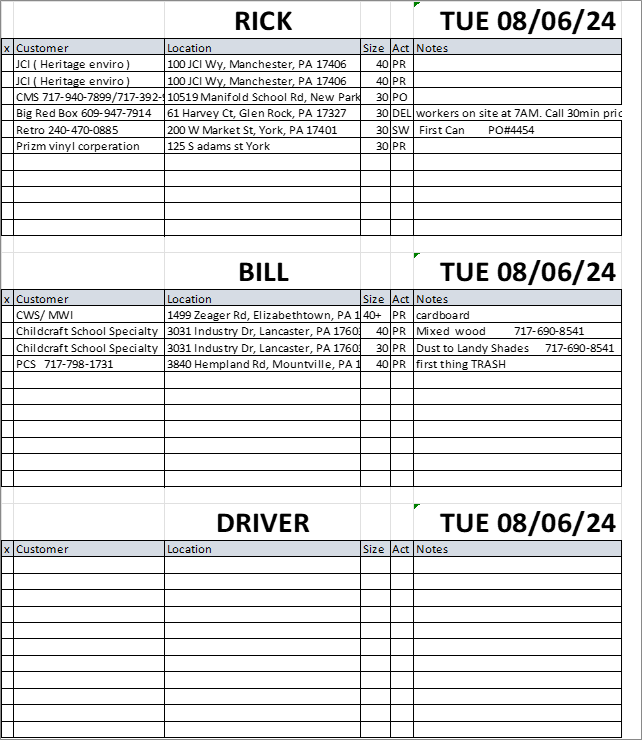 RICK TUE 08/06/24
x Customer Location Size Act Notes
JCI ( Heritage enviro ) 100 JCI Wy, Manchester, PA 17406 40 PR
JCI ( Heritage enviro ) 100 JCI Wy, Manchester, PA 17406 40 PR
CMS 717-940-7899/717-392-9 10519 Manifold School Rd, New Park 30 PO
Big Red Box 609-947-7914 61 Harvey Ct, Glen Rock, PA 17327 30 DEL workers on site at 7AM. Call 30min pric
Retro 240-470-0885 200 W Market St, York, PA 17401 30 SW First Can PO#4454
Prizm vinyl corperation 125 S adams st York 30 PR
BILL TUE 08/06/24
x Customer Location Size Act Notes
CWS/ MWI 1499 Zeager Rd, Elizabethtown, PA 1 40+ PR cardboard
Childcraft School Specialty 3031 Industry Dr, Lancaster, PA 1760 40 PR Mixed wood 717-690-8541
Childcraft School Specialty 3031 Industry Dr, Lancaster, PA 1760 30 PR Dust to Landy Shades 717-690-8541
PCS 717-798-1731 3840 Hempland Rd, Mountville, PA 1 40 PR first thing TRASH
DRIVER TUE 08/06/24
x Customer Location Size Act Notes